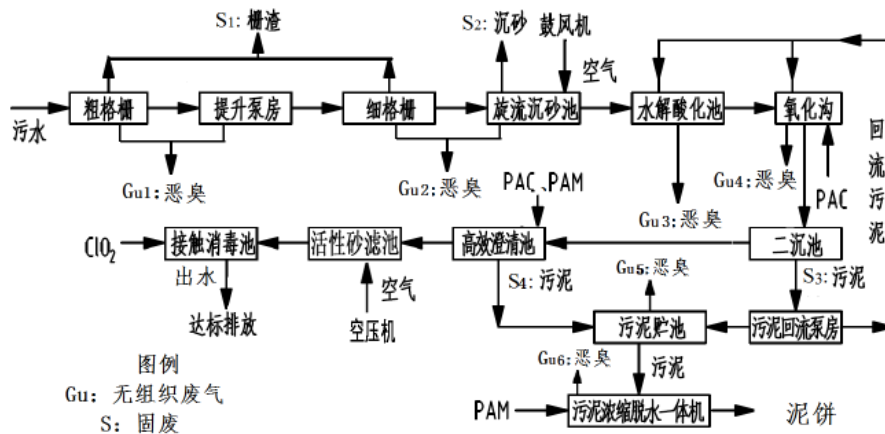 S1: 栅渣
S2: 沉砂
鼓风机
空气
粗格栅
提升泵房
细格栅
旋流沉砂池
水解酸化池
氧化沟
污水
Gu1: 恶臭
Gu2: 恶臭
Gu3: 恶臭
Gu4: 恶臭
PAC
回流污泥
PAC、PAM
ClO2
接触消毒池
活性砂滤池
高效澄清池
二沉池
出水
达标排放
空气
空压机
S4: 污泥
Gu5: 恶臭
S3: 污泥
污泥贮池
污泥回流泵房
图例
Gu: 无组织废气
S: 固废
Gu6: 恶臭
污泥
PAM
污泥浓缩脱水一体机
泥饼